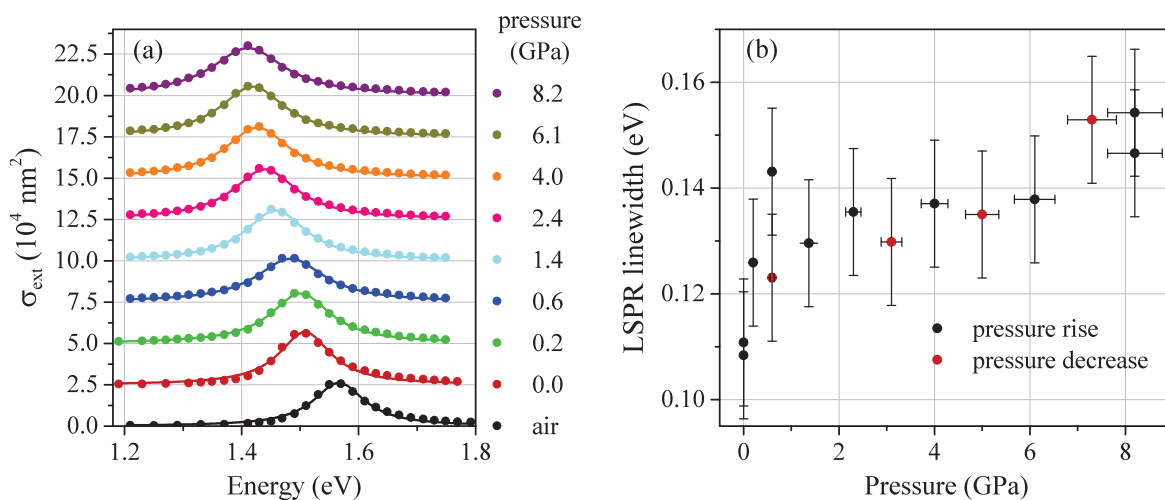 (a)
σext (10⁴ nm²)
22.5
20.0
17.5
15.0
12.5
10.0
7.5
5.0
2.5
0.0
1.2
1.4
1.6
1.8
Energy (eV)
pressure
(GPa)
8.2
6.1
4.0
2.4
1.4
0.6
0.2
0.0
air
(b)
LSPR linewidth (eV)
0.16
0.14
0.12
0.10
pressure rise
pressure decrease
0
2
4
6
8
Pressure (GPa)